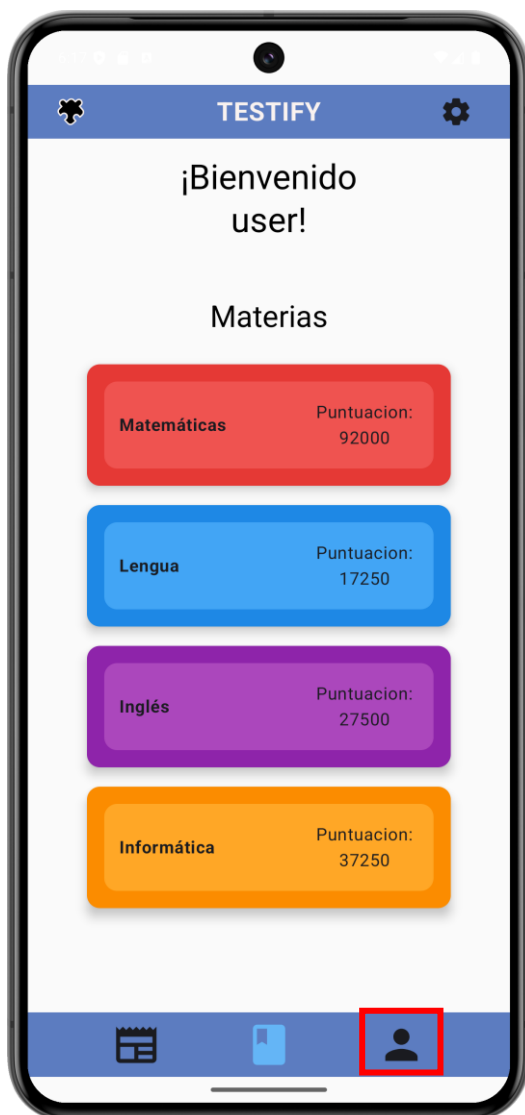 TESTIFY
¡Bienvenido
user!
Materias
Matemáticas
Puntuacion:
92000
Lengua
Puntuacion:
17250
Inglés
Puntuacion:
27500
Informática
Puntuacion:
37250